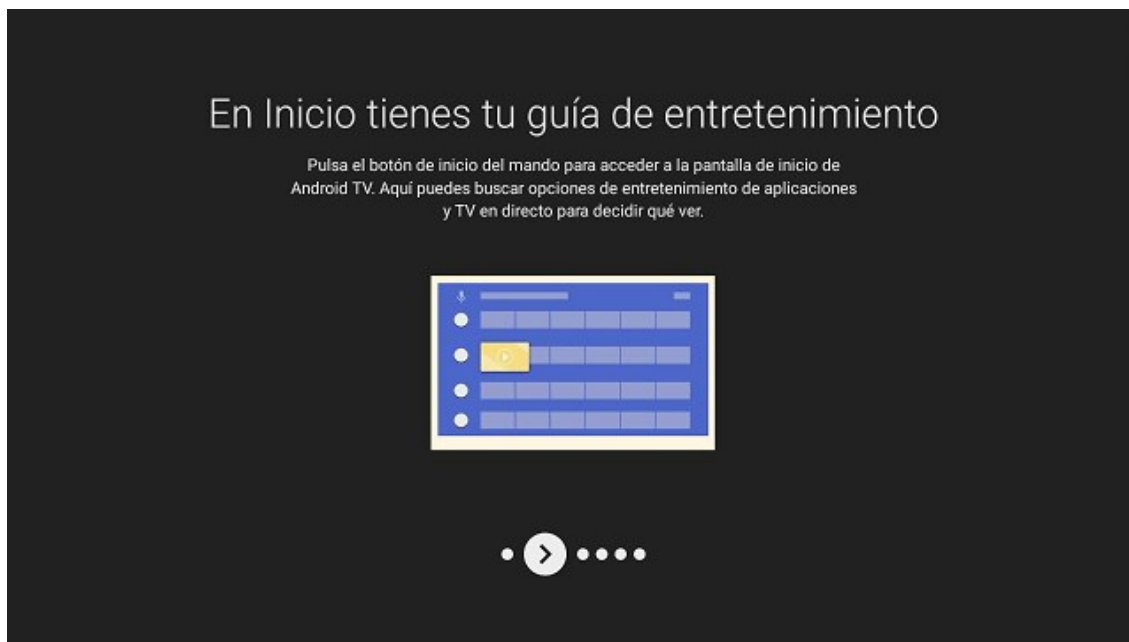 En Inicio tienes tu guía de entretenimiento
Pulsa el botón de inicio del mando para acceder a la pantalla de inicio de
Android TV. Aquí puedes buscar opciones de entretenimiento de aplicaciones
y TV en directo para decidir qué ver.